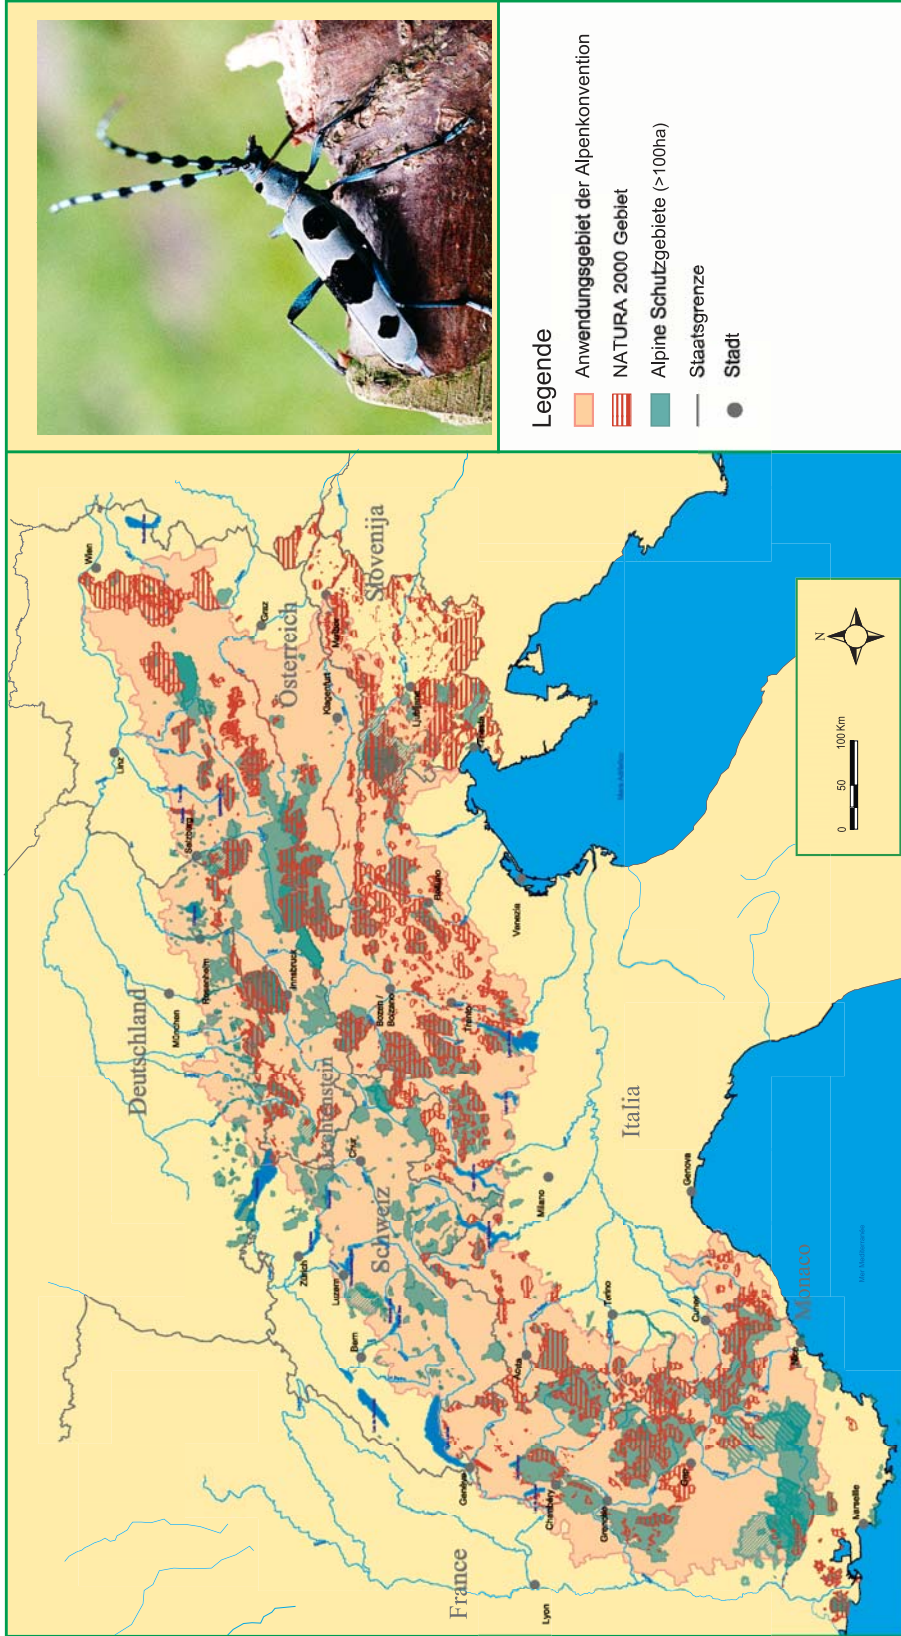 Legende
Anwendungsgebiet der Alpenkonvention
NATURA 2000 Gebiet
Alpine Schutzgebiete (>100ha)
Staatsgrenze
Stadt
Wien
Linz
Deutschland
München
Salzburg
Rosenheim
Österreich
Graz
Innsbruck
Liechtenstein
Zürich
Luzern
Schweiz
Chur
Bern
Bozen / Bolzano
Klagenfurt
Maribor
Slovenija
Ljubljana
Trieste
Belluno
Trento
Venezia
Genève
France
Lyon
Chambéry
Grenoble
Aosta
Milano
Torino
Italia
Cuneo
Genova
Gap
Nice
Monaco
Marseille
Mar Mediterranée
N
0
50
100 Km